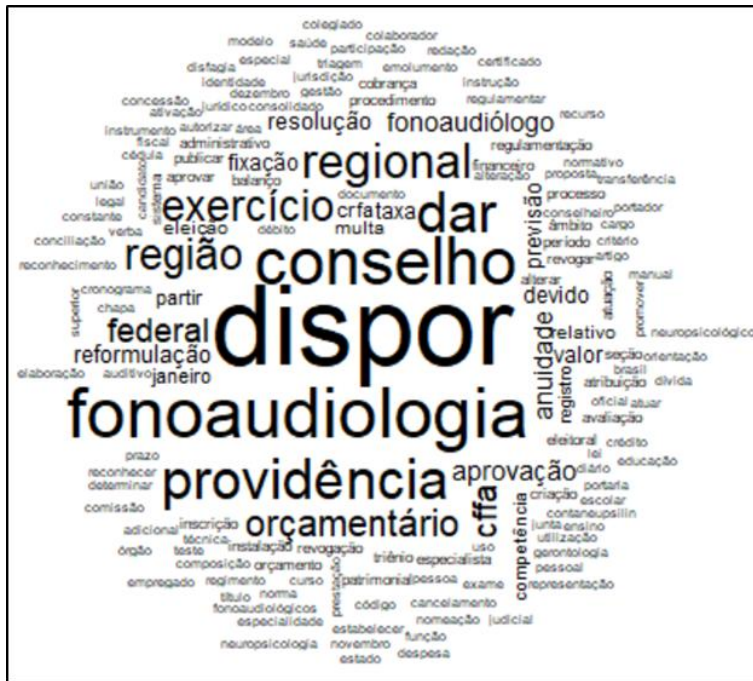 colegiado
colaborador
modelo saúde participação redação
disfagia especial triagem emolumento certificado
identidade jurisdição cobrança instrução
dezembro gestão
concessão jurídico consolidado procedimento regulamentar
ativação recurso
instrumento autorizar área resolução fonoaudiólogo
fiscal administrativo regulamentação
cédula publicar fixação regional financeiro normativo
união candidato aprovar balanço alteração proposta transferência
legal sistema exercício documento dar processo
constante crfa taxa previsão conselheiro portador
verba eleição débito multa âmbito cargo
conciliação região conselho período critério
reconhecimento revogar artigo
superior cronograma partir alterar atuação manual
chapa devido promover
federal dispor anuidade relativo neuropsicológico
reformulação valor seção orientação
elaboração auditivo janeiro registro brasil
atribuição dívida
fonoaudiologia oficial atuar
avaliação
eleitoral crédito
prazo lei educação
reconhecer providência aprovação diário
determinar cffa portaria
comissão competência criação escolar
contaneupsilin
adicional inscrição orçamentário junta ensino
técnica utilização
órgão teste instalação revogação uso gerontologia
composição orçamento triênio especialista pessoal
empregado regimento curso prestação patrimonial pessoa exame representação
título norma
fonoaudiológicos código cancelamento
especialidade estabelecer nomeação judicial
função
neuropsicologia novembro
estado despesa